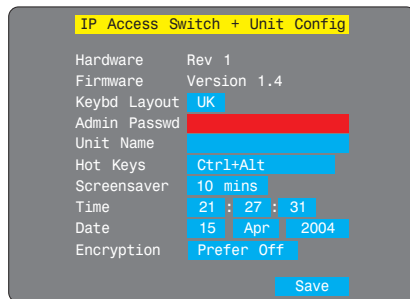 IP Access Switch + Unit Config
Hardware Rev 1
Firmware Version 1.4
Keybd Layout UK
Admin Passwd
Unit Name
Hot Keys Ctrl+Alt
Screensaver 10 mins
Time 21 : 27 : 31
Date 15 Apr 2004
Encryption Prefer Off
Save